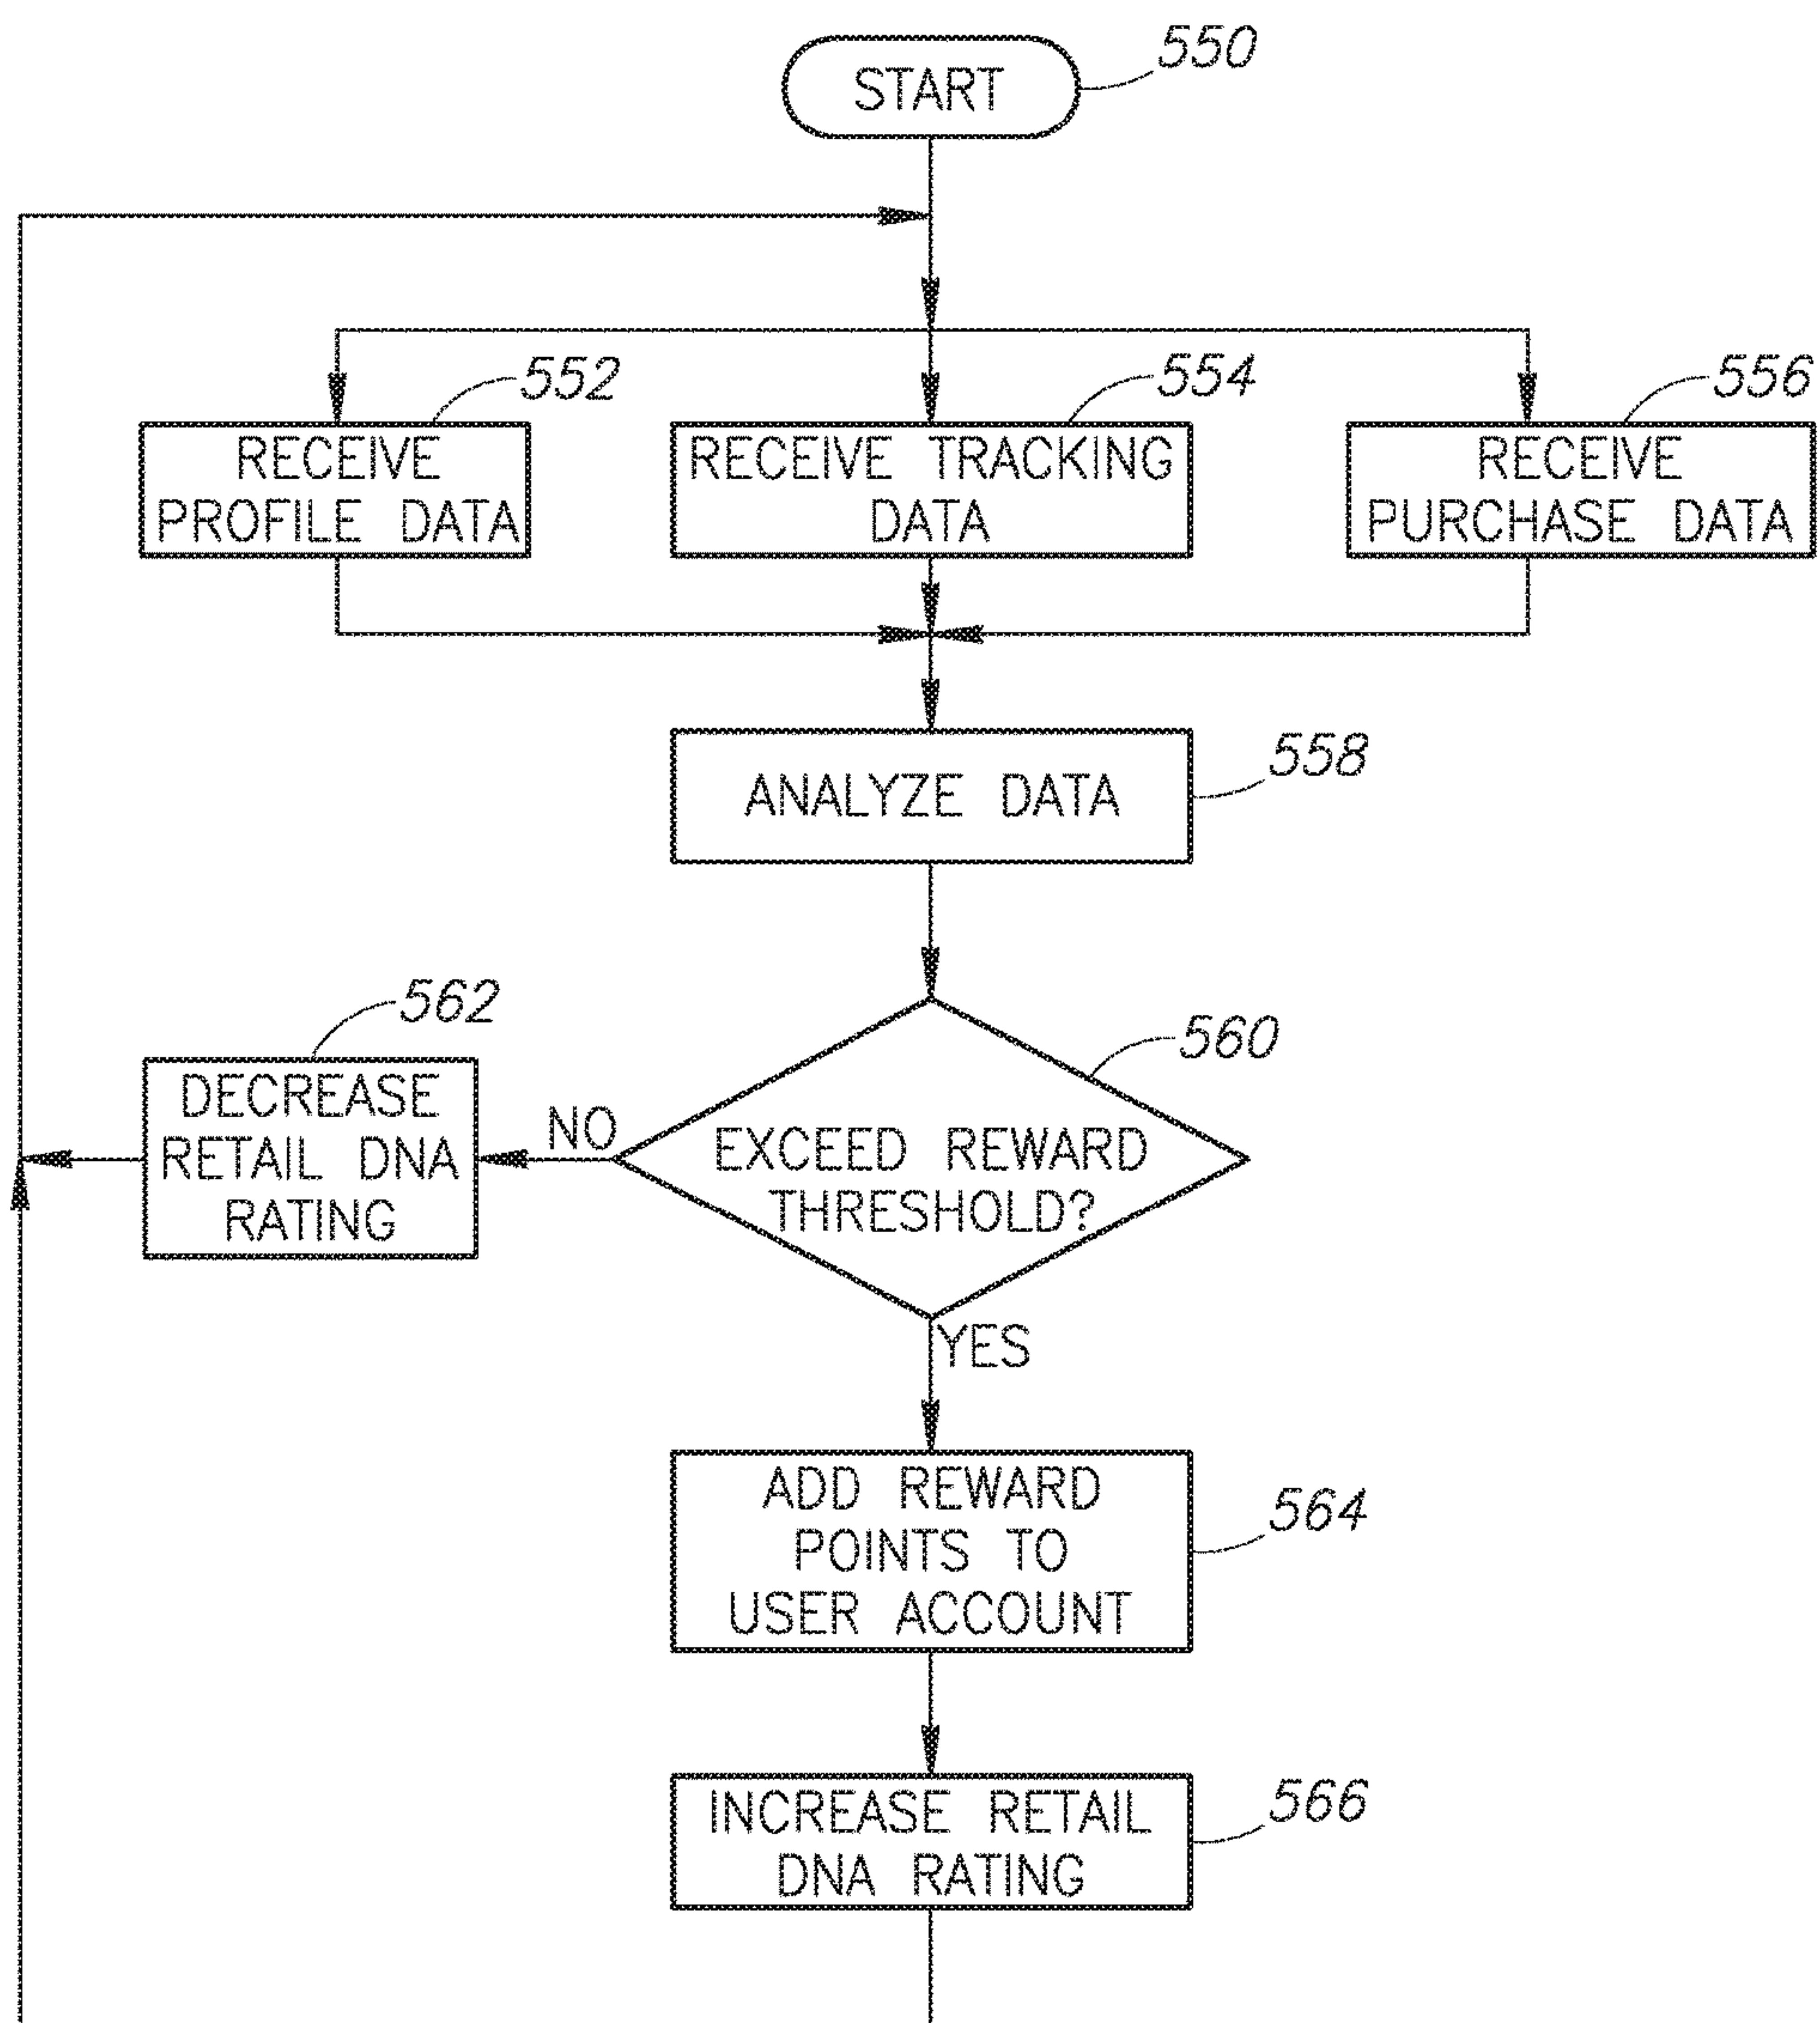 START
550
552
554
556
RECEIVE
PROFILE DATA
RECEIVE TRACKING
DATA
RECEIVE
PURCHASE DATA
ANALYZE DATA
558
562
560
DECREASE
RETAIL DNA
RATING
NO
EXCEED REWARD
THRESHOLD?
YES
ADD REWARD
POINTS TO
USER ACCOUNT
564
INCREASE RETAIL
DNA RATING
566